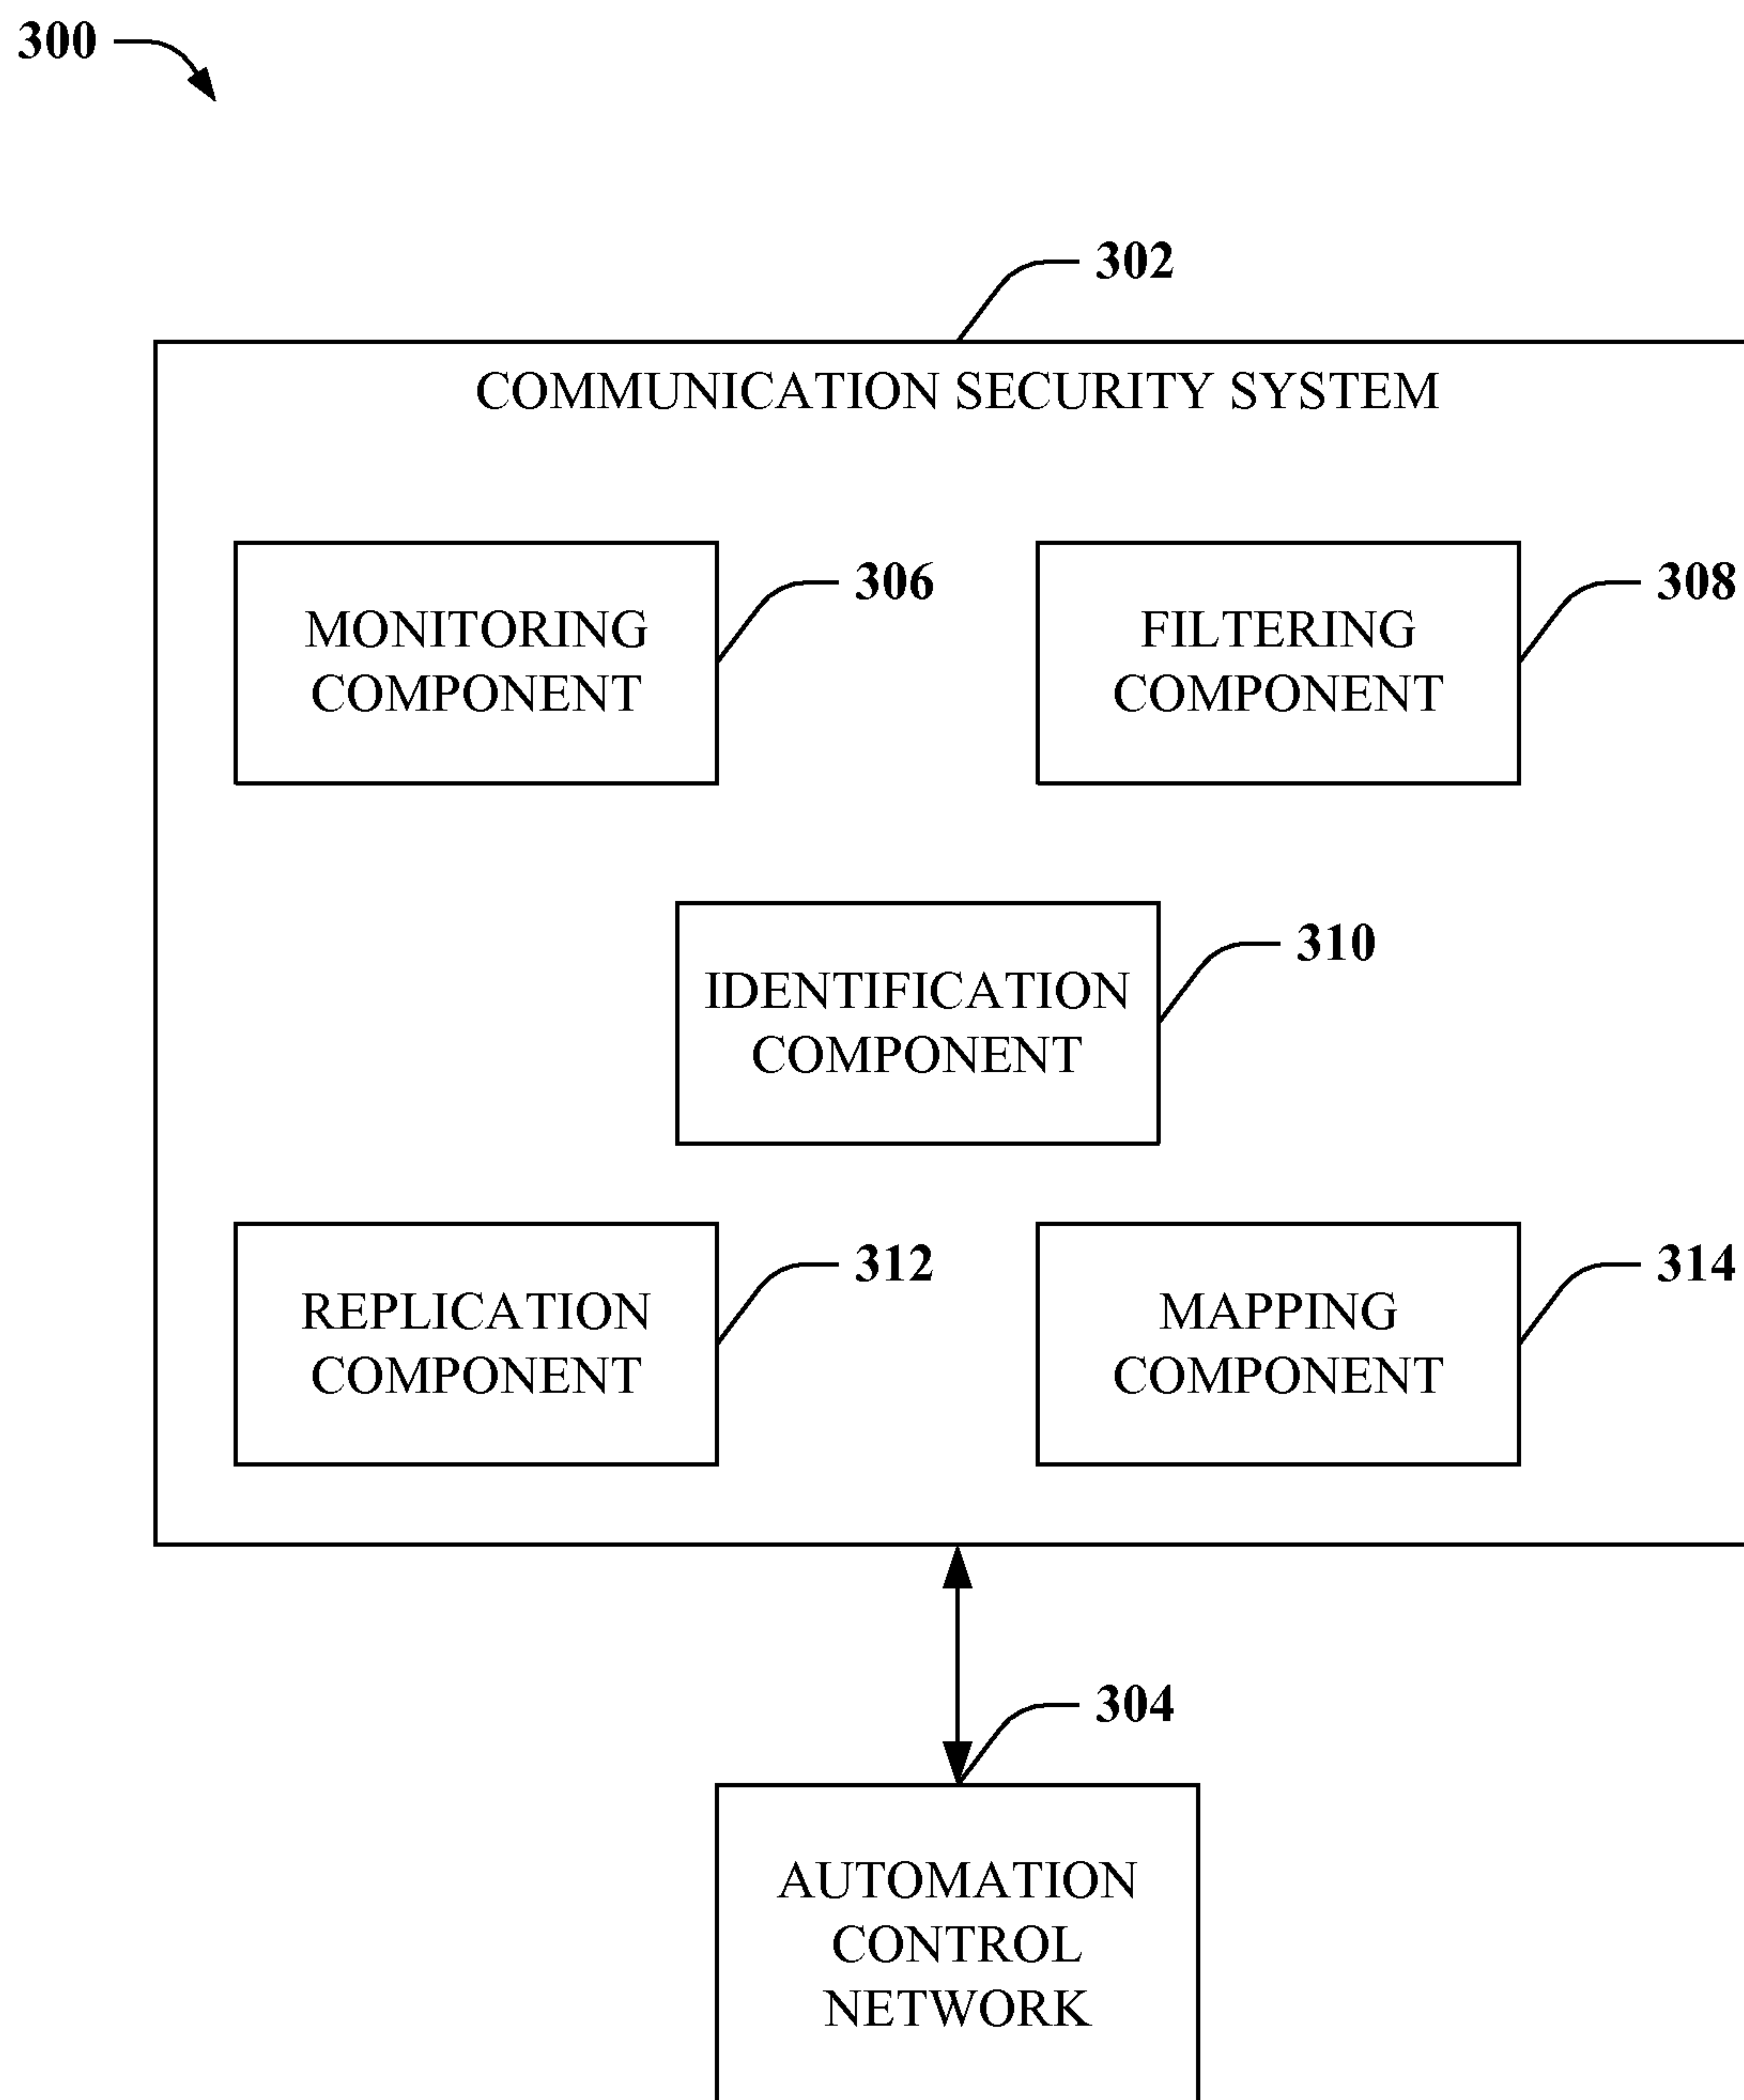 300
302
COMMUNICATION SECURITY SYSTEM
306
308
MONITORING
COMPONENT
FILTERING
COMPONENT
310
IDENTIFICATION
COMPONENT
312
314
REPLICATION
COMPONENT
MAPPING
COMPONENT
304
AUTOMATION
CONTROL
NETWORK